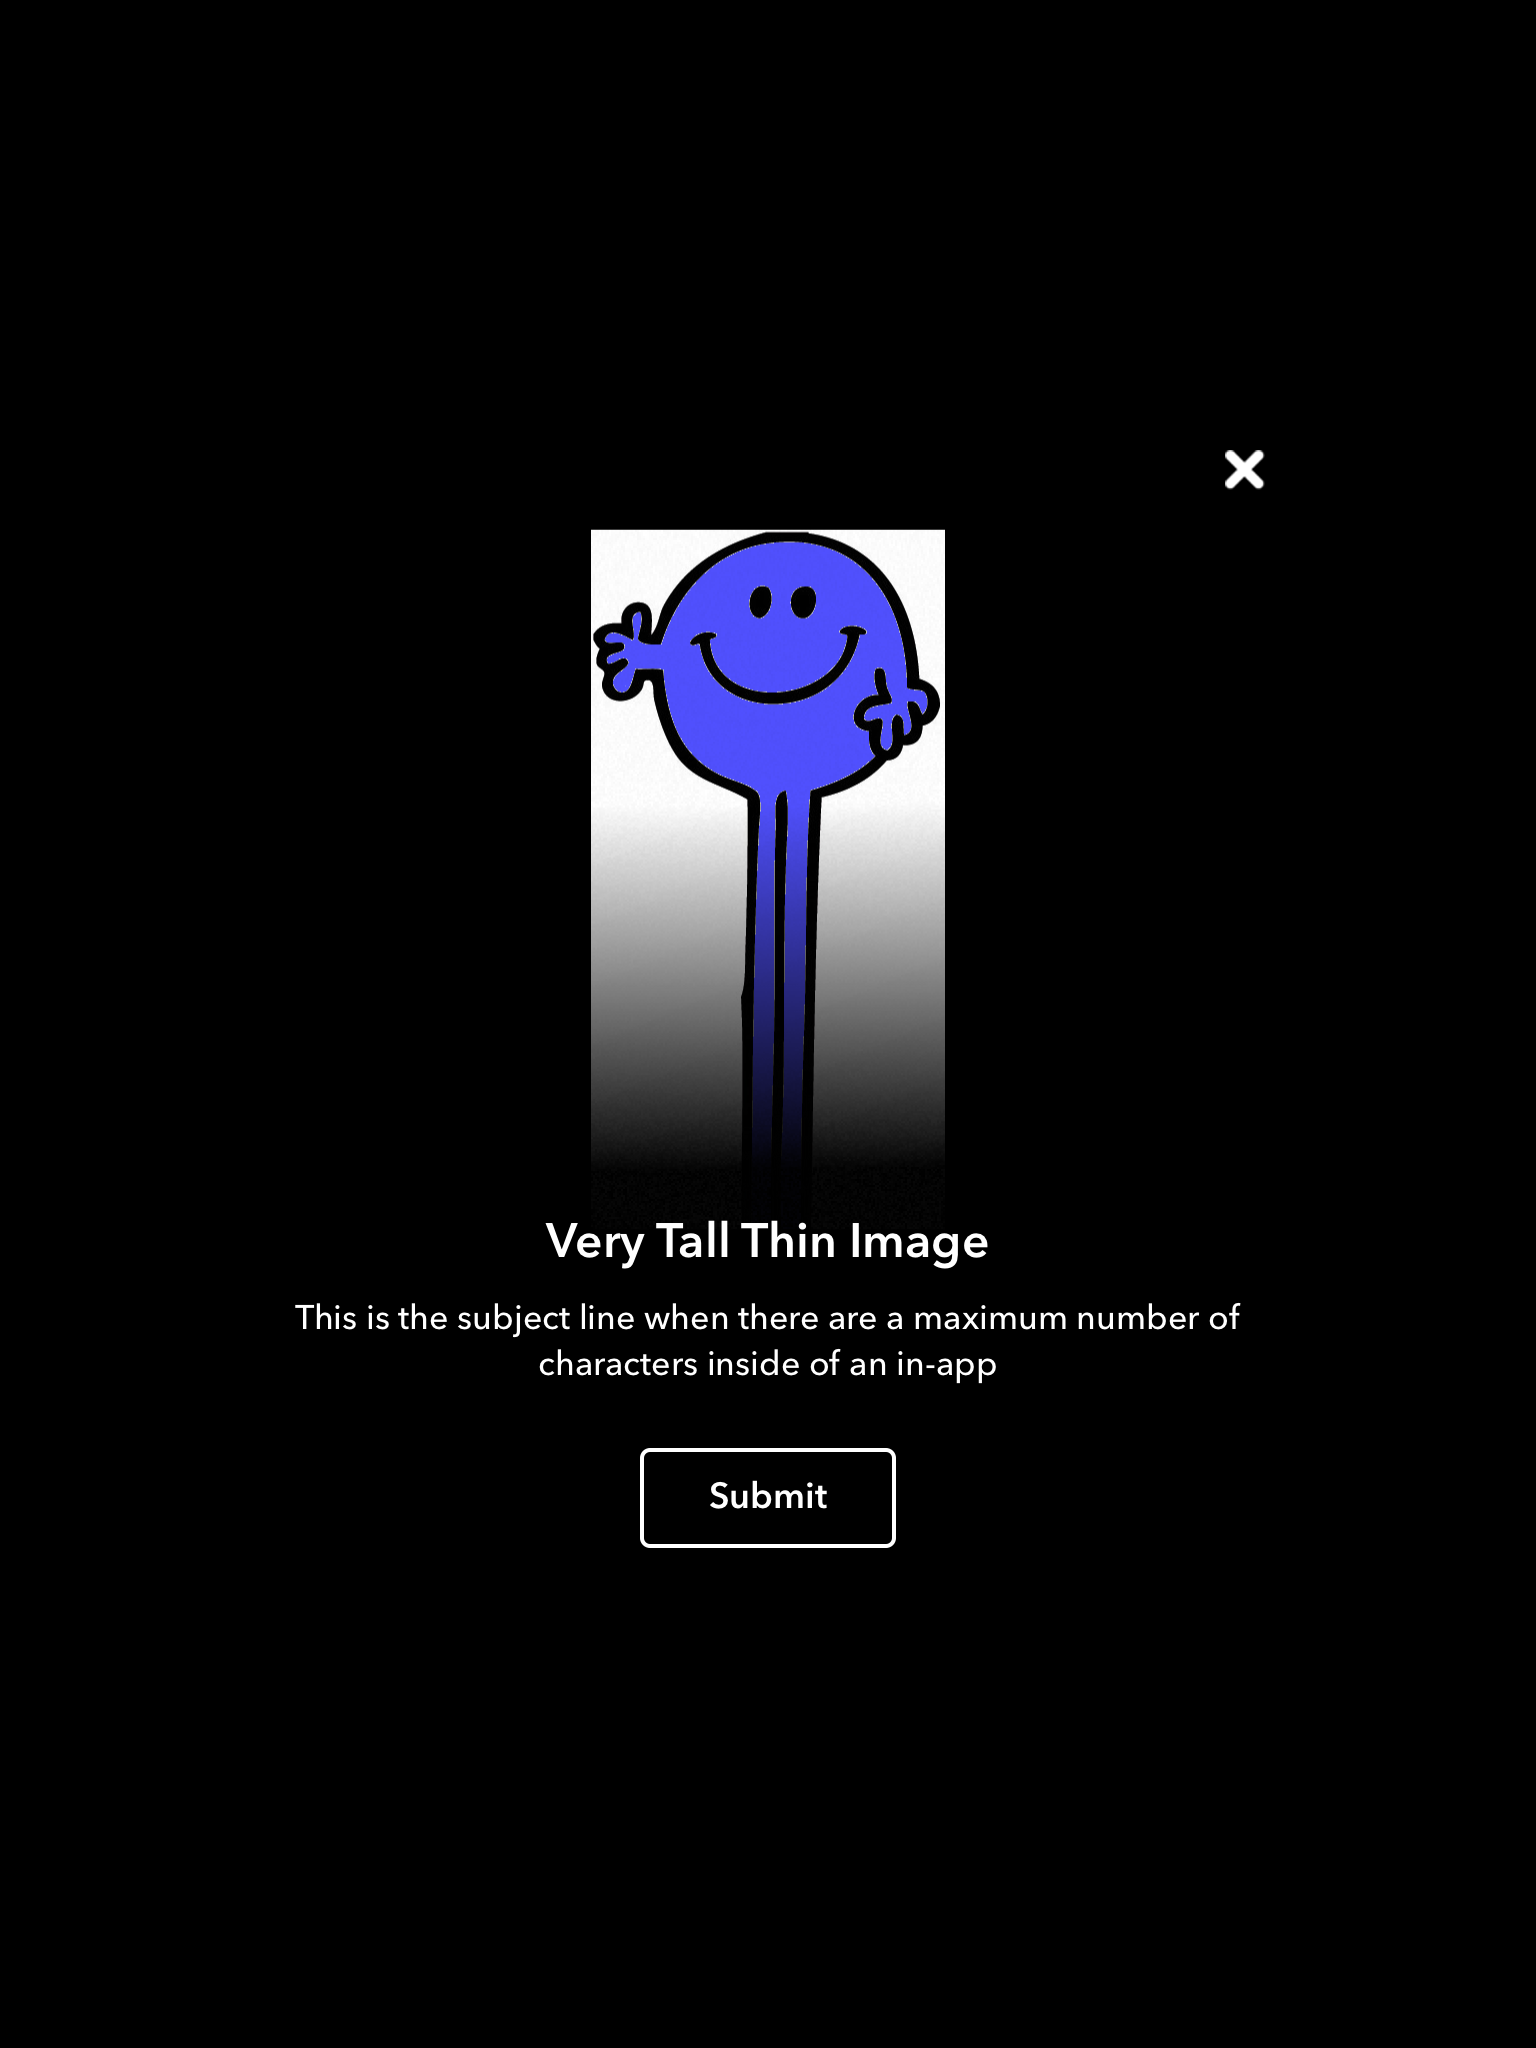 Very Tall Thin Image
This is the subject line when there are a maximum number of
characters inside of an in-app
Submit